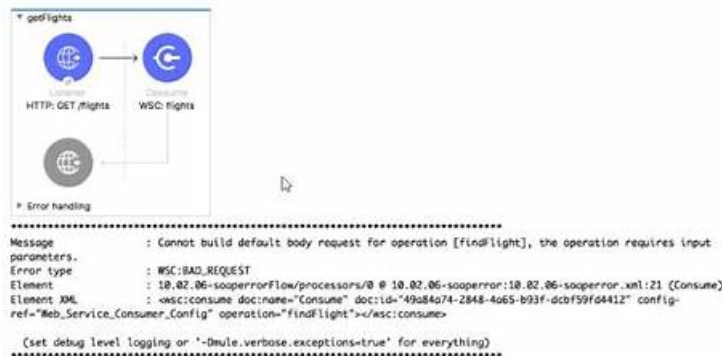 getFlights
Listener
Consume
HTTP: GET /flights
WSC: flights
Error handling
**********************************************************************
Message : Cannot build default body request for operation [findFlight], the operation requires input
parameters.
Error type : WSC:BAD_REQUEST
Element : 10.02.06-soaperrorFlow/processors/0 @ 10.02.06-soaperror:10.02.06-soaperror.xml:21 (Consume)
Element XML : <wsc:consume doc:name="Consume" doc:id="49a84a74-2848-4a65-b93f-dcbf59fd4412" config-
ref="Web_Service_Consumer_Config" operation="findFlight"></wsc:consume>
(set debug level logging or '-Dmule.verbose.exceptions=true' for everything)
**********************************************************************